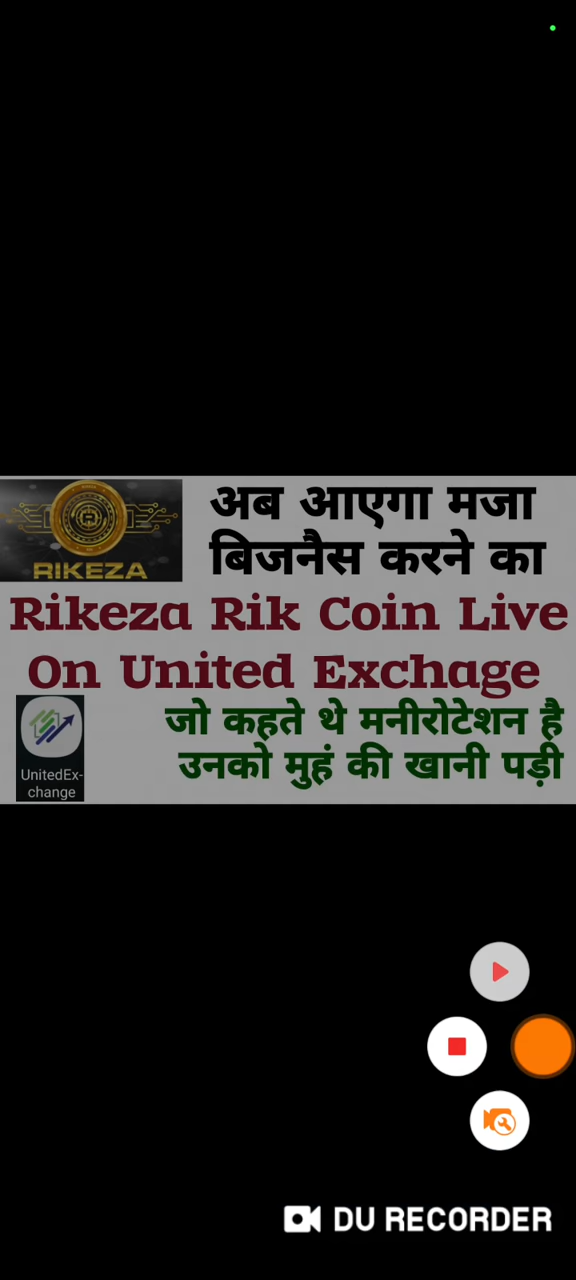 अब आएगा मजा
बिजनैस करने का
RIKEZA
Rikeza Rik Coin Live
On United Exchage
जो कहते थे मनीरोटेशन है
उनको मुहं की खानी पड़ी
UnitedEx-
change
DU RECORDER